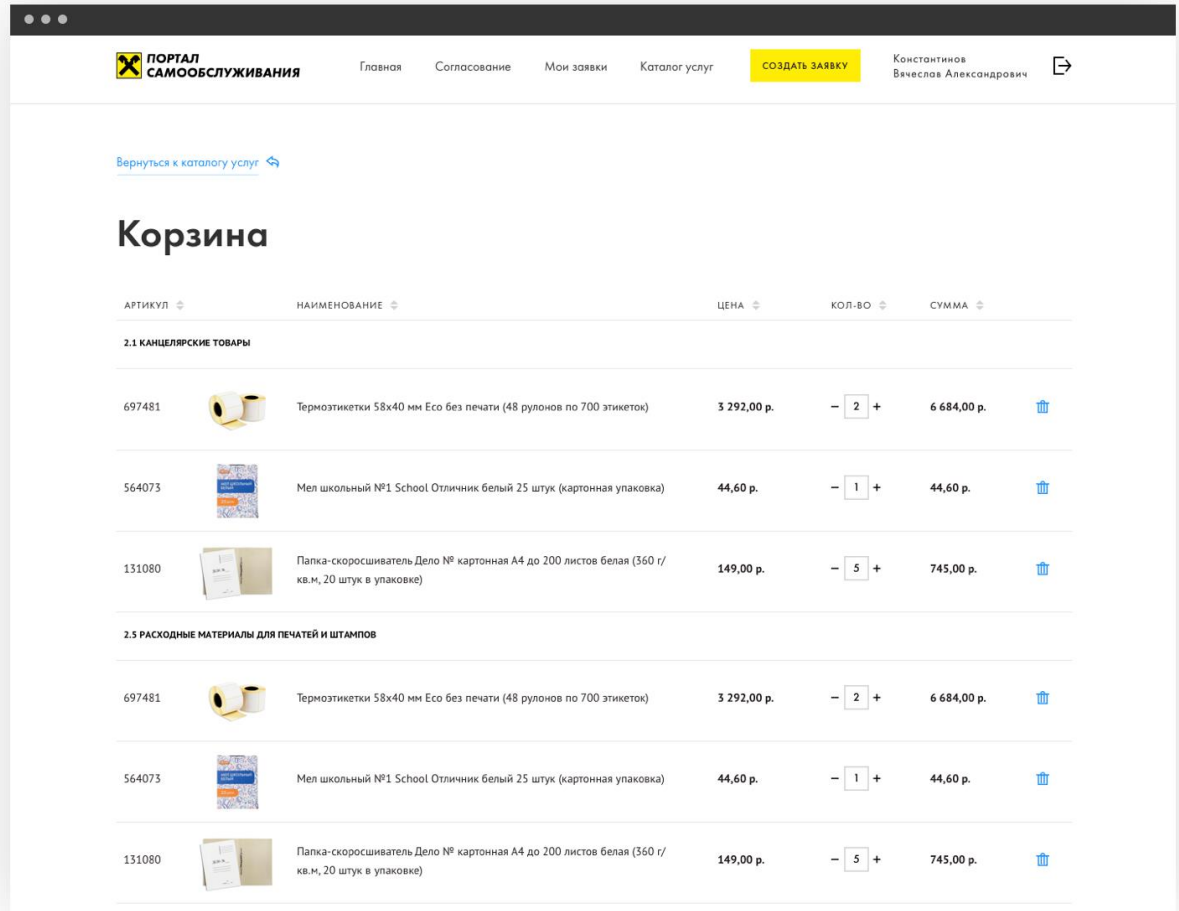 ПОРТАЛ
САМООБСЛУЖИВАНИЯ
Главная Согласование Мои заявки Каталог услуг СОЗДАТЬ ЗАЯВКУ
Константинов
Вячеслав Александрович
Вернуться к каталогу услуг
Корзина
АРТИКУЛ НАИМЕНОВАНИЕ ЦЕНА КОЛ-ВО СУММА
2.1 КАНЦЕЛЯРСКИЕ ТОВАРЫ
697481 Термоэтикетки 58x40 мм Eco без печати (48 рулонов по 700 этикеток) 3 292,00 р. – 2 + 6 684,00 р.
564073 Мел школьный №1 School Отличник белый 25 штук (картонная упаковка) 44,60 р. – 1 + 44,60 р.
131080 Папка-скоросшиватель Дело № картонная А4 до 200 листов белая (360 г/
кв.м, 20 штук в упаковке) 149,00 р. – 5 + 745,00 р.
2.5 РАСХОДНЫЕ МАТЕРИАЛЫ ДЛЯ ПЕЧАТЕЙ И ШТАМПОВ
697481 Термоэтикетки 58x40 мм Eco без печати (48 рулонов по 700 этикеток) 3 292,00 р. – 2 + 6 684,00 р.
564073 Мел школьный №1 School Отличник белый 25 штук (картонная упаковка) 44,60 р. – 1 + 44,60 р.
131080 Папка-скоросшиватель Дело № картонная А4 до 200 листов белая (360 г/
кв.м, 20 штук в упаковке) 149,00 р. – 5 + 745,00 р.